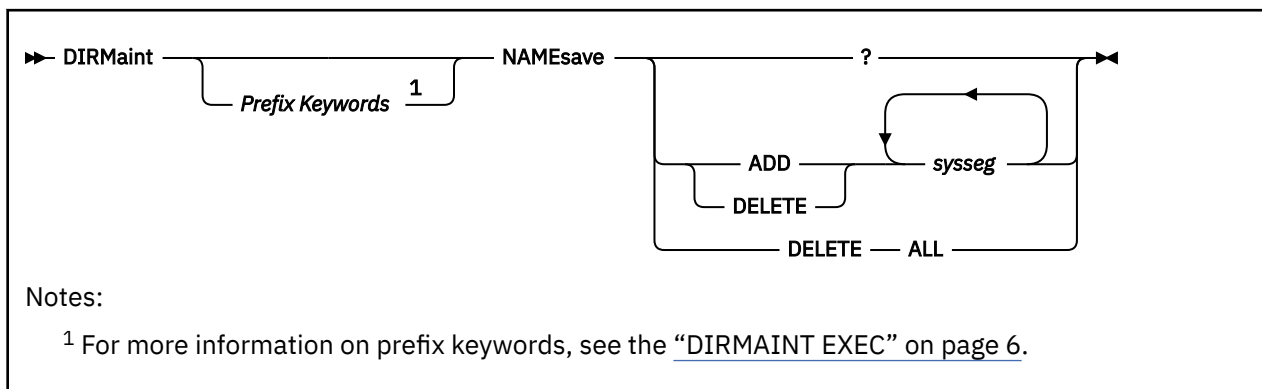 DIRMaint Prefix Keywords 1 NAMEsave ?
ADD sysseg
DELETE
DELETE ALL
Notes:
1 For more information on prefix keywords, see the “DIRMAINT EXEC” on page 6.